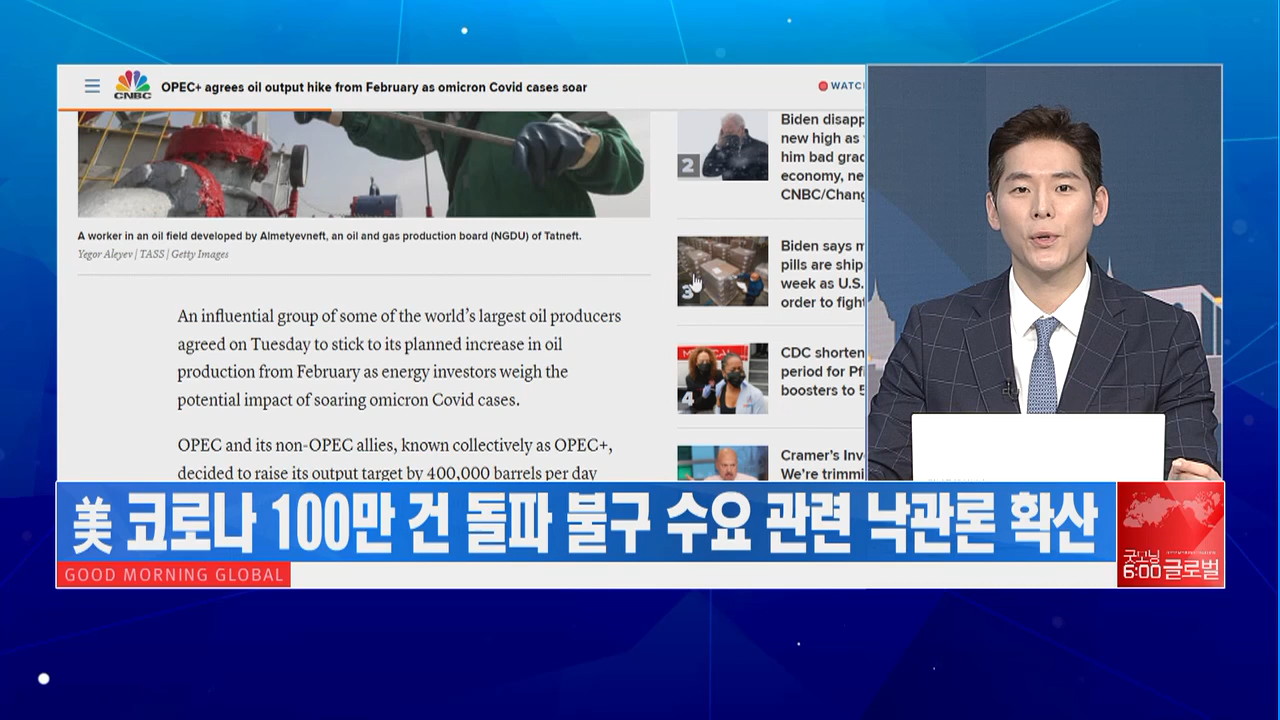 CNBC
OPEC+ agrees oil output hike from February as omicron Covid cases soar
WATC
A worker in an oil field developed by Almetyevneft, an oil and gas production board (NGDU) of Tatneft.
Yegor Aleyev | TASS | Getty Images
An influential group of some of the world's largest oil producers
agreed on Tuesday to stick to its planned increase in oil
production from February as energy investors weigh the
potential impact of soaring omicron Covid cases.
OPEC and its non-OPEC allies, known collectively as OPEC+,
decided to raise its output target by 400,000 barrels per day
2
Biden disapp
new high as
him bad grad
economy, ne
CNBC/Chang
3
Biden says m
pills are ship
week as U.S.
order to fight
4
CDC shorten
period for Pf
boosters to 5
Cramer's Inv
We're trimmi
美 코로나 100만 건 돌파 불구 수요 관련 낙관론 확산
GOOD MORNING GLOBAL
굿모닝
6:00 글로벌